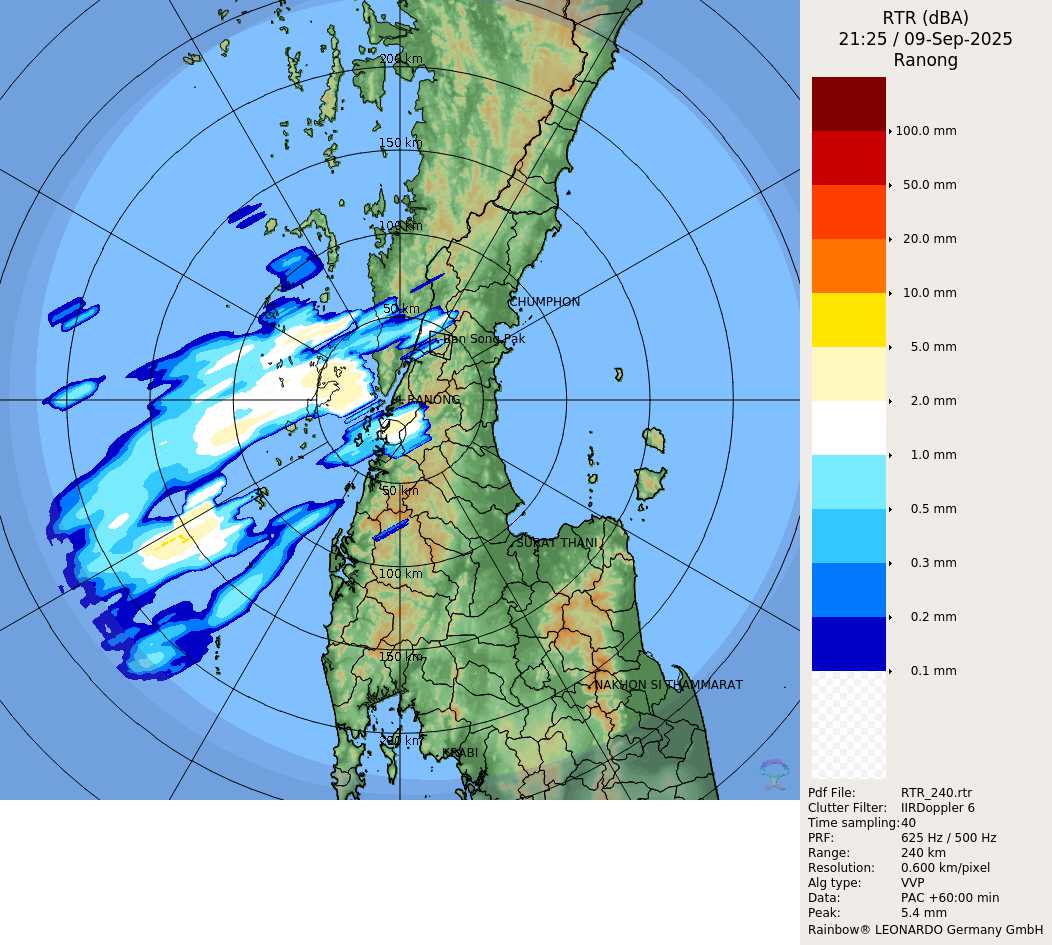 RTR (dBA)
21:25 / 09-Sep-2025
Ranong
200 km
150 km
100 km
50 km
CHUMPHON
Ban Song Pak
RANONG
50 km
SURAT THANI
100 km
150 km
NAKHON SI THAMMARAT
200 km
KRABI
100.0 mm
50.0 mm
20.0 mm
10.0 mm
5.0 mm
2.0 mm
1.0 mm
0.5 mm
0.3 mm
0.2 mm
0.1 mm
Pdf File: RTR_240.rtr
Clutter Filter: IIRDoppler 6
Time sampling: 40
PRF: 625 Hz / 500 Hz
Range: 240 km
Resolution: 0.600 km/pixel
Alg type: VVP
Data: PAC +60:00 min
Peak: 5.4 mm
Rainbow® LEONARDO Germany GmbH